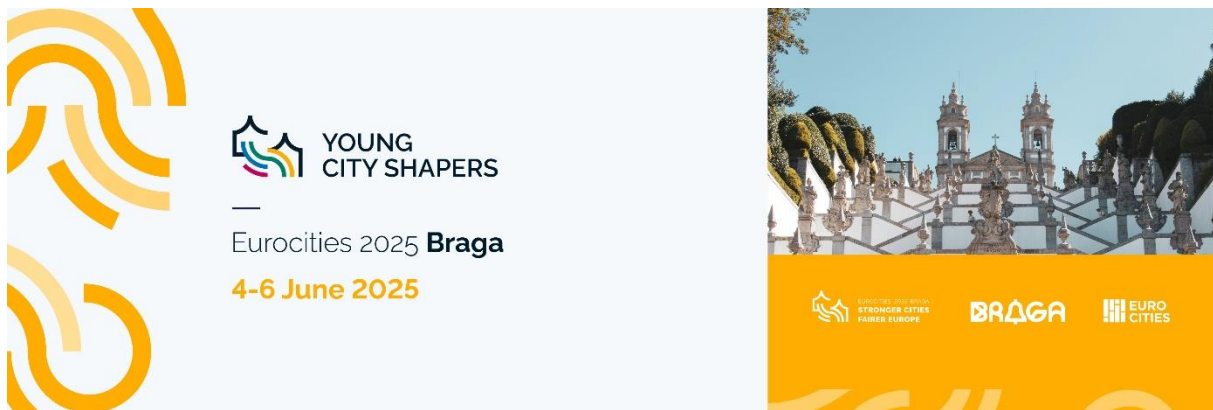 YOUNG
CITY SHAPERS
Eurocities 2025 Braga
4-6 June 2025
EUROCITIES 2025 BRAGA
STRONGER CITIES
FAIRER EUROPE
BRAGA
EURO
CITIES